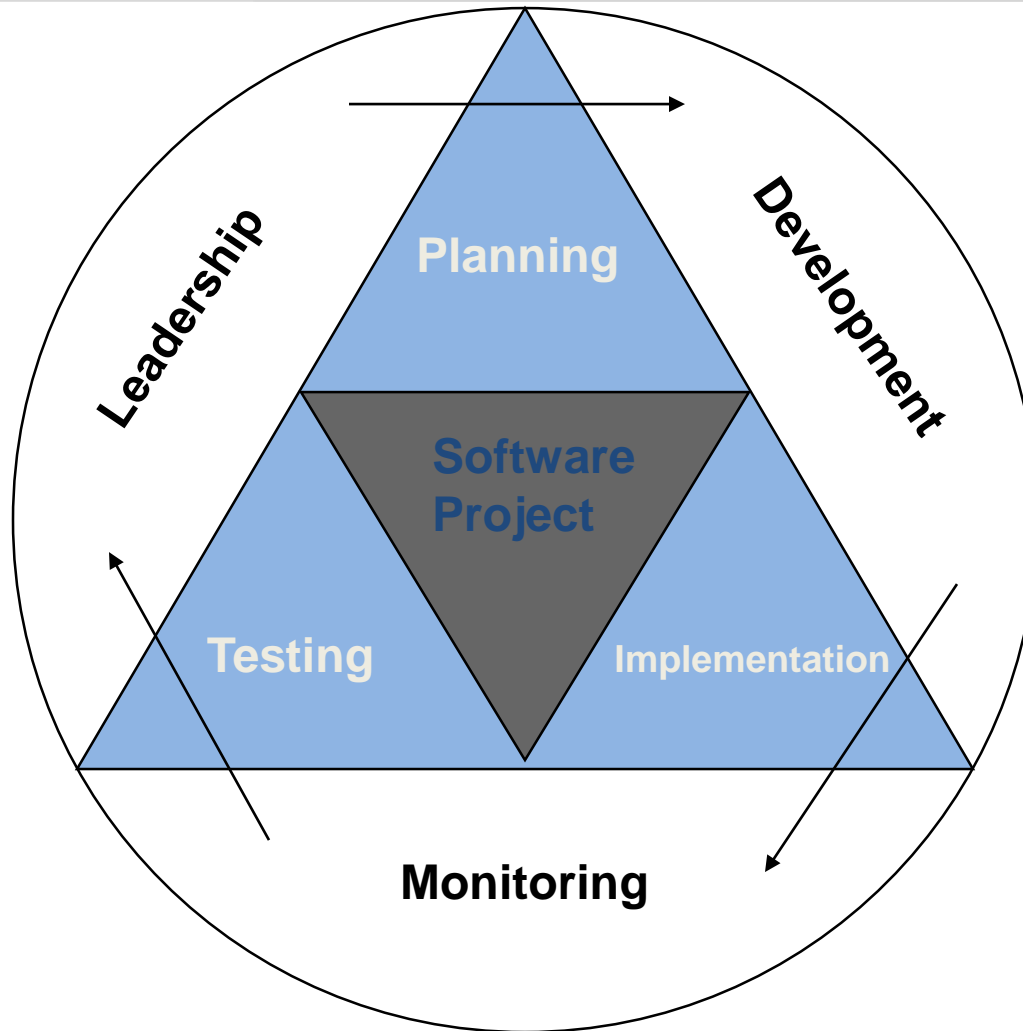 Leadership
Development
Planning
Software
Project
Testing
Implementation
Monitoring